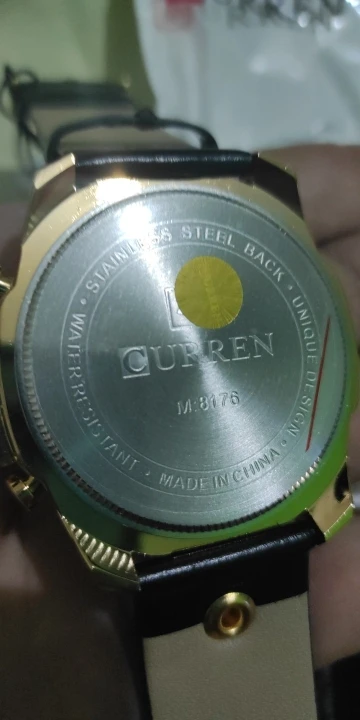 • STAINLESS STEEL BACK • UNIQUE DESIGN • MADE IN CHINA • WATER RESISTANT
CURREN
M:8176